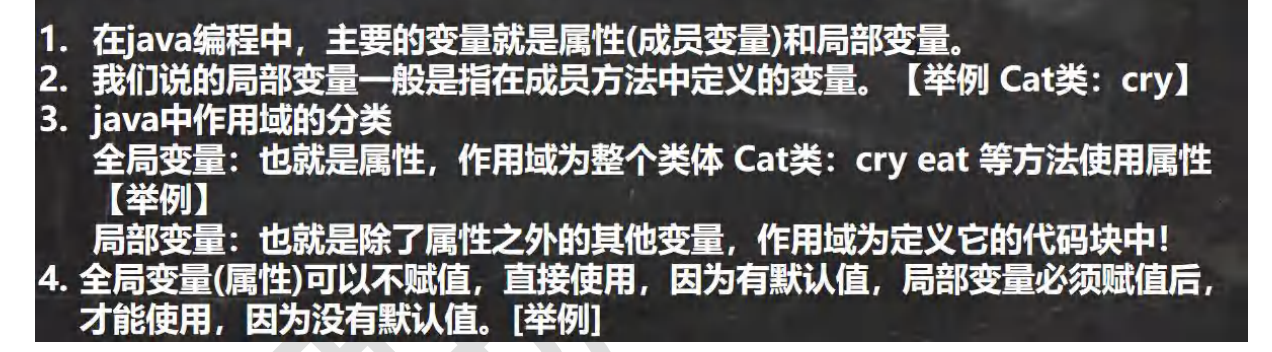 1. 在java编程中，主要的变量就是属性(成员变量)和局部变量。
2. 我们说的局部变量一般是指在成员方法中定义的变量。【举例 Cat类：cry】
3. java中作用域的分类
全局变量：也就是属性，作用域为整个类体 Cat类：cry eat 等方法使用属性
【举例】
局部变量：也就是除了属性之外的其他变量，作用域为定义它的代码块中！
4. 全局变量(属性)可以不赋值，直接使用，因为有默认值，局部变量必须赋值后，
才能使用，因为没有默认值。[举例]